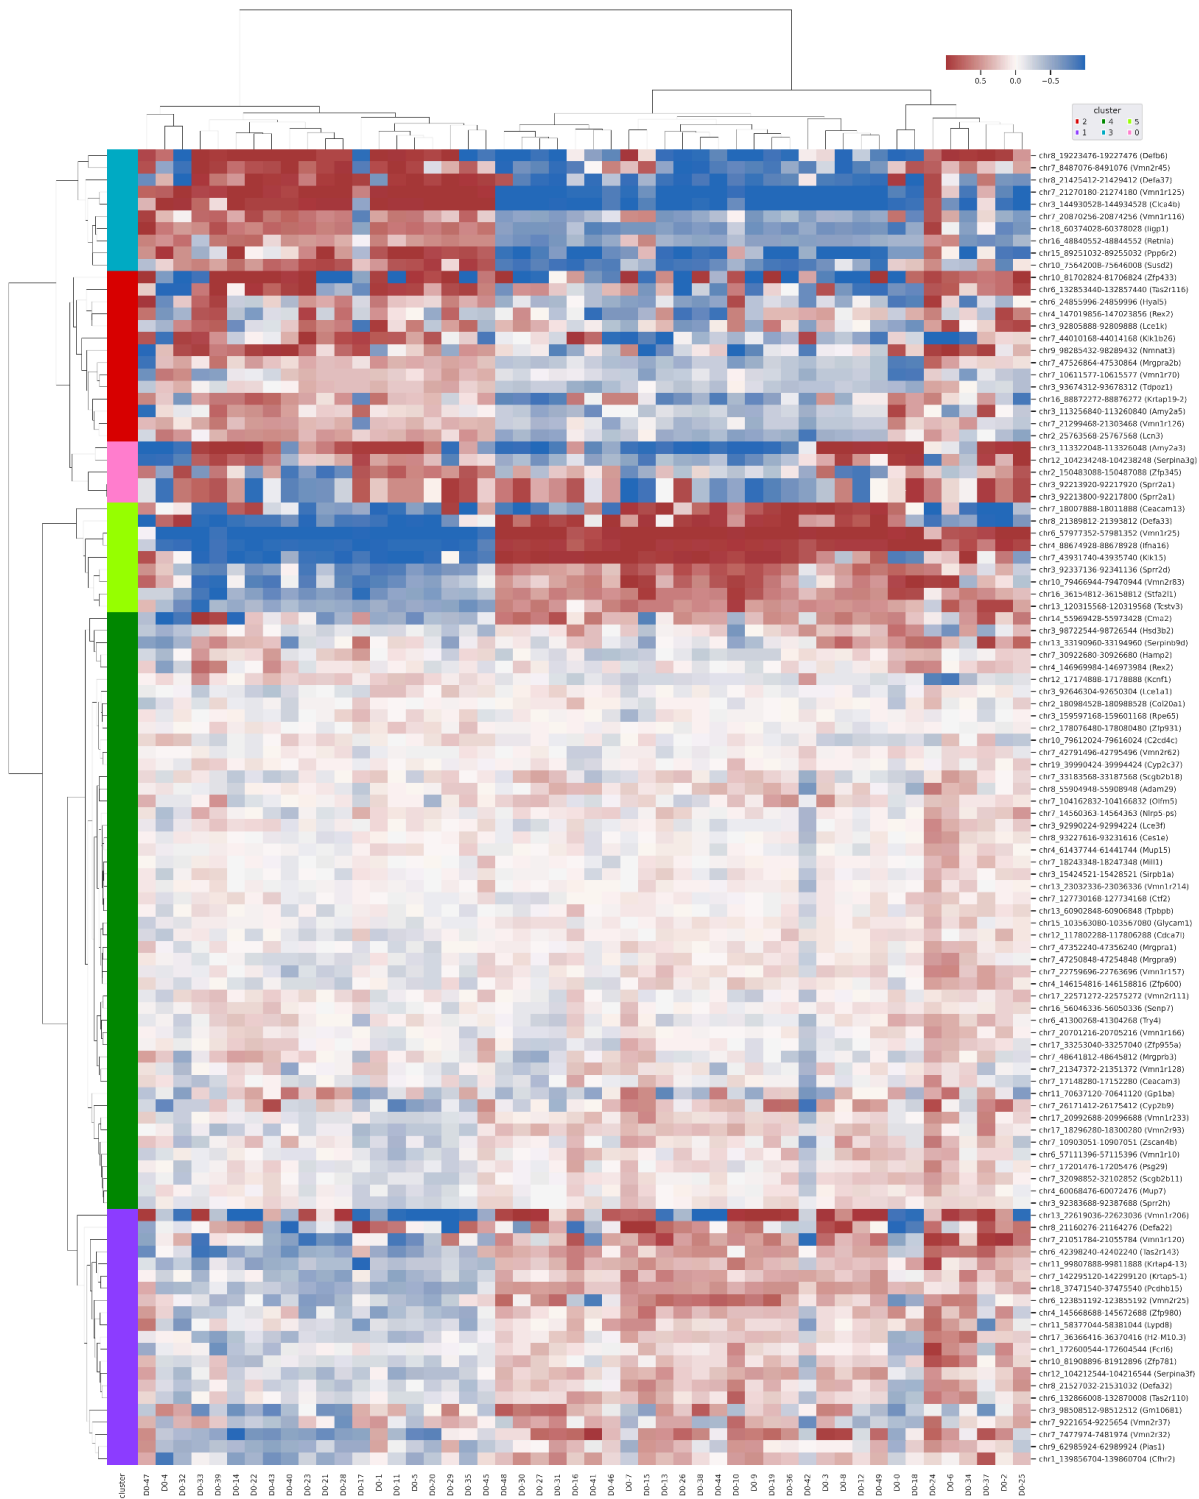 0.5 0.0 −0.5
cluster
2 4 5
1 3 0
chr8_19223476-19227476 (Defb6)
chr7_8487076-8491076 (Vmn2r45)
chr8_21425412-21429412 (Defa37)
chr7_21270180-21274180 (Vmn1r125)
chr3_144930528-144934528 (Clca4b)
chr7_20870256-20874256 (Vmn1r116)
chr18_60374028-60378028 (Iigp1)
chr16_48840552-48844552 (Retnla)
chr15_89251032-89255032 (Ppp6r2)
chr10_75642008-75646008 (Susd2)
chr10_81702824-81706824 (Zfp433)
chr6_132853440-132857440 (Tas2r116)
chr6_24855996-24859996 (Hyal5)
chr4_147019856-147023856 (Rex2)
chr3_92805888-92809888 (Lce1k)
chr7_44010168-44014168 (Klk1b26)
chr9_98285432-98289432 (Nmnat3)
chr7_47526864-47530864 (Mrgpra2b)
chr7_10611577-10615577 (Vmn1r70)
chr3_93674312-93678312 (Tdpoz1)
chr16_88872272-88876272 (Krtap19-2)
chr3_113256840-113260840 (Amy2a5)
chr7_21299468-21303468 (Vmn1r126)
chr2_25763568-25767568 (Lcn3)
chr3_113322048-113326048 (Amy2a3)
chr12_104234248-104238248 (Serpina3g)
chr2_150483088-150487088 (Zfp345)
chr3_92213920-92217920 (Sprr2a1)
chr3_92213800-92217800 (Sprr2a1)
chr7_18007888-18011888 (Ceacam13)
chr8_21389812-21393812 (Defa33)
chr6_57977352-57981352 (Vmn1r25)
chr4_88674928-88678928 (Ifna16)
chr7_43931740-43935740 (Klk15)
chr3_92337136-92341136 (Sprr2d)
chr10_79466944-79470944 (Vmn2r83)
chr16_36154812-36158812 (Stfa2l1)
chr13_120315568-120319568 (Tcstv3)
chr14_55969428-55973428 (Cma2)
chr3_98722544-98726544 (Hsd3b2)
chr13_33190960-33194960 (Serpinb9d)
chr7_30922680-30926680 (Hamp2)
chr4_146969984-146973984 (Rex2)
chr12_17174888-17178888 (Kcnf1)
chr3_92646304-92650304 (Lce1a1)
chr2_180984528-180988528 (Col20a1)
chr3_159597168-159601168 (Rpe65)
chr2_178076480-178080480 (Zfp931)
chr10_79612024-79616024 (C2cd4c)
chr7_42791496-42795496 (Vmn2r62)
chr19_39990424-39994424 (Cyp2c37)
chr7_33183568-33187568 (Scgb2b18)
chr8_55904948-55908948 (Adam29)
chr7_104162832-104166832 (Olfm5)
chr7_14560363-14564363 (Nlrp5-ps)
chr3_92990224-92994224 (Lce3f)
chr8_93227616-93231616 (Ces1e)
chr4_61437744-61441744 (Mup15)
chr7_18243348-18247348 (Mill1)
chr3_15424521-15428521 (Sirpb1a)
chr13_23032336-23036336 (Vmn1r214)
chr7_127730168-127734168 (Ctf2)
chr13_60902848-60906848 (Tpbpb)
chr15_103563080-103567080 (Glycam1)
chr12_117802288-117806288 (Cdca7l)
chr7_47352240-47356240 (Mrgpra1)
chr7_47250848-47254848 (Mrgpra9)
chr7_22759696-22763696 (Vmn1r157)
chr4_146154816-146158816 (Zfp600)
chr17_22571272-22575272 (Vmn2r111)
chr16_56046336-56050336 (Senp7)
chr6_41300268-41304268 (Try4)
chr7_20701216-20705216 (Vmn1r166)
chr17_33253040-33257040 (Zfp955a)
chr7_48641812-48645812 (Mrgprb3)
chr7_21347372-21351372 (Vmn1r128)
chr7_17148280-17152280 (Ceacam3)
chr11_70637120-70641120 (Gp1ba)
chr7_26171412-26175412 (Cyp2b9)
chr17_20992688-20996688 (Vmn1r233)
chr17_18296280-18300280 (Vmn2r93)
chr7_10903051-10907051 (Zscan4b)
chr6_57111396-57115396 (Vmn1r10)
chr7_17201476-17205476 (Psg29)
chr7_32098852-32102852 (Scgb2b11)
chr4_60068476-60072476 (Mup7)
chr3_92383688-92387688 (Sprr2h)
chr13_22619036-22623036 (Vmn1r206)
chr8_21160276-21164276 (Defa22)
chr7_21051784-21055784 (Vmn1r120)
chr6_42398240-42402240 (Tas2r143)
chr11_99807888-99811888 (Krtap4-13)
chr7_142295120-142299120 (Krtap5-1)
chr18_37471540-37475540 (Pcdhb15)
chr6_123851192-123855192 (Vmn2r25)
chr4_145668688-145672688 (Zfp980)
chr11_58377044-58381044 (Lypd8)
chr17_36366416-36370416 (H2-M10.3)
chr1_172600544-172604544 (Fcrl6)
chr10_81908896-81912896 (Zfp781)
chr12_104212544-104216544 (Serpina3f)
chr8_21527032-21531032 (Defa32)
chr6_132866008-132870008 (Tas2r110)
chr3_98508512-98512512 (Gm10681)
chr7_9221654-9225654 (Vmn2r37)
chr7_7477974-7481974 (Vmn2r32)
chr9_62985924-62989924 (Pias1)
chr1_139856704-139860704 (Cfhr2)
cluster D0-47 D0-4 D0-32 D0-33 D0-39 D0-14 D0-22 D0-43 D0-40 D0-23 D0-21 D0-28 D0-17 D0-1 D0-11 D0-5 D0-20 D0-29 D0-35 D0-45 D0-48 D0-30 D0-27 D0-31 D0-16 D0-41 D0-46 D0-7 D0-15 D0-13 D0-26 D0-38 D0-44 D0-10 D0-9 D0-19 D0-36 D0-42 D0-3 D0-8 D0-12 D0-49 D0-0 D0-18 D0-24 D0-6 D0-34 D0-37 D0-2 D0-25